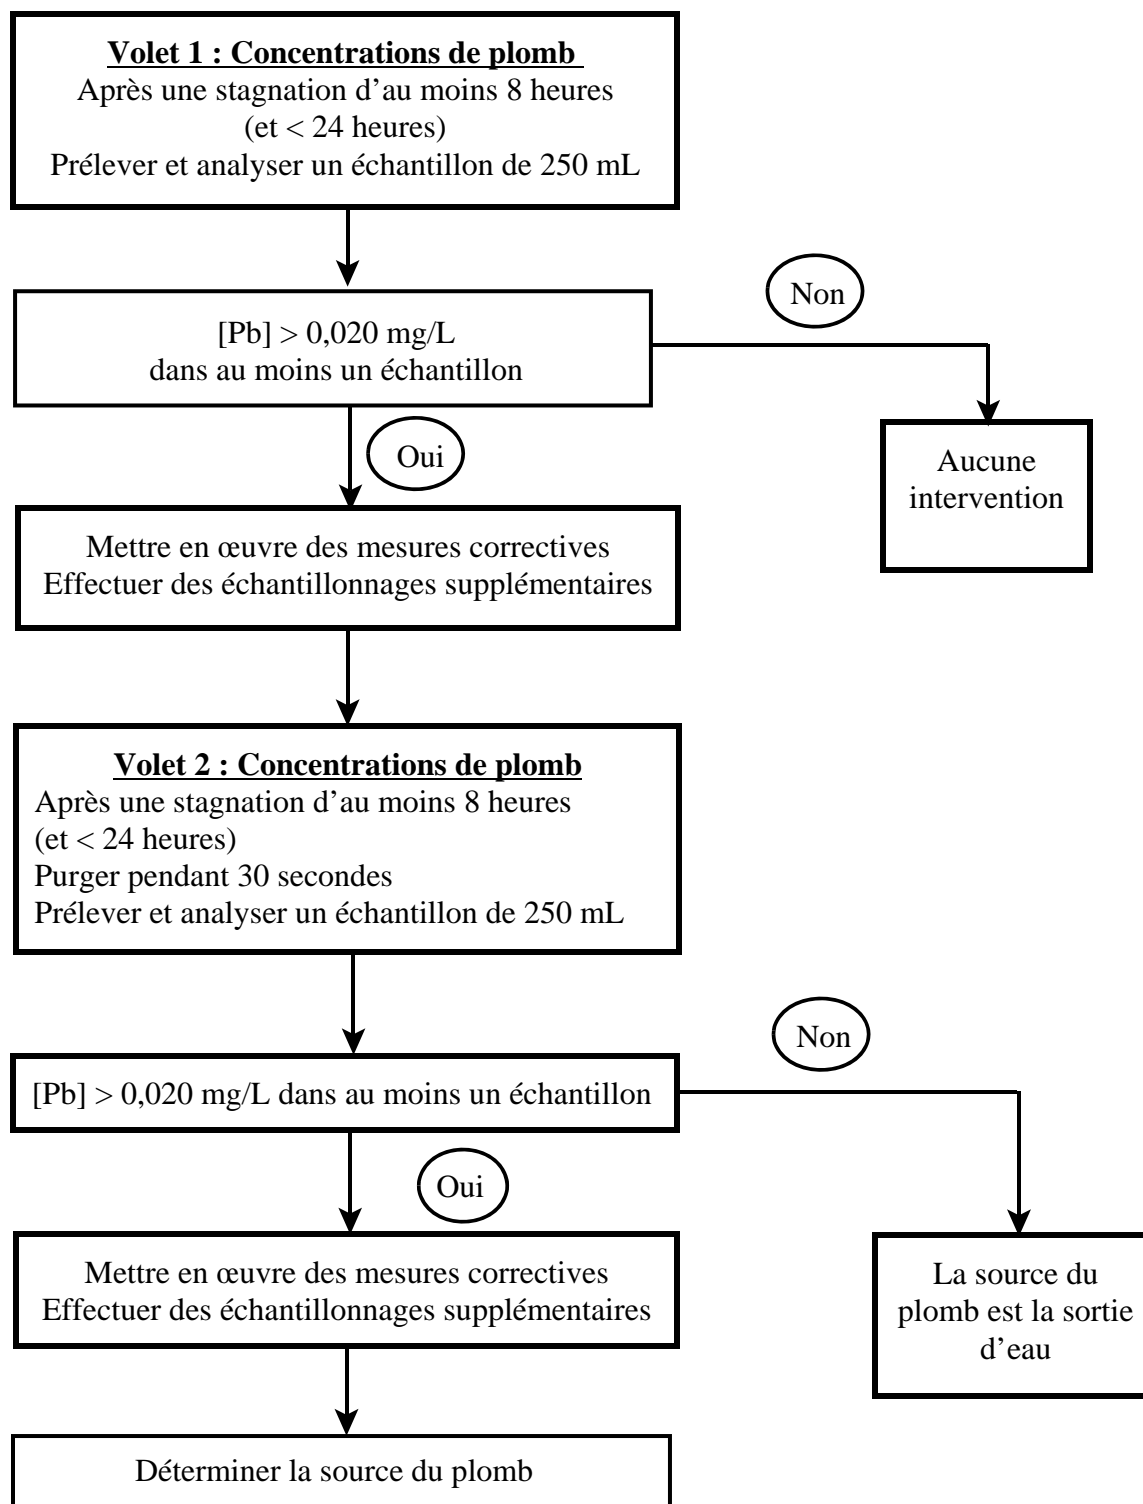 Volet 1 : Concentrations de plomb
Après une stagnation d’au moins 8 heures
(et < 24 heures)
Prélever et analyser un échantillon de 250 mL
Non
[Pb] > 0,020 mg/L
dans au moins un échantillon
Oui
Aucune
intervention
Mettre en œuvre des mesures correctives
Effectuer des échantillonnages supplémentaires
Volet 2 : Concentrations de plomb
Après une stagnation d’au moins 8 heures
(et < 24 heures)
Purger pendant 30 secondes
Prélever et analyser un échantillon de 250 mL
Non
[Pb] > 0,020 mg/L dans au moins un échantillon
Oui
Mettre en œuvre des mesures correctives
Effectuer des échantillonnages supplémentaires
La source du
plomb est la sortie
d’eau
Déterminer la source du plomb